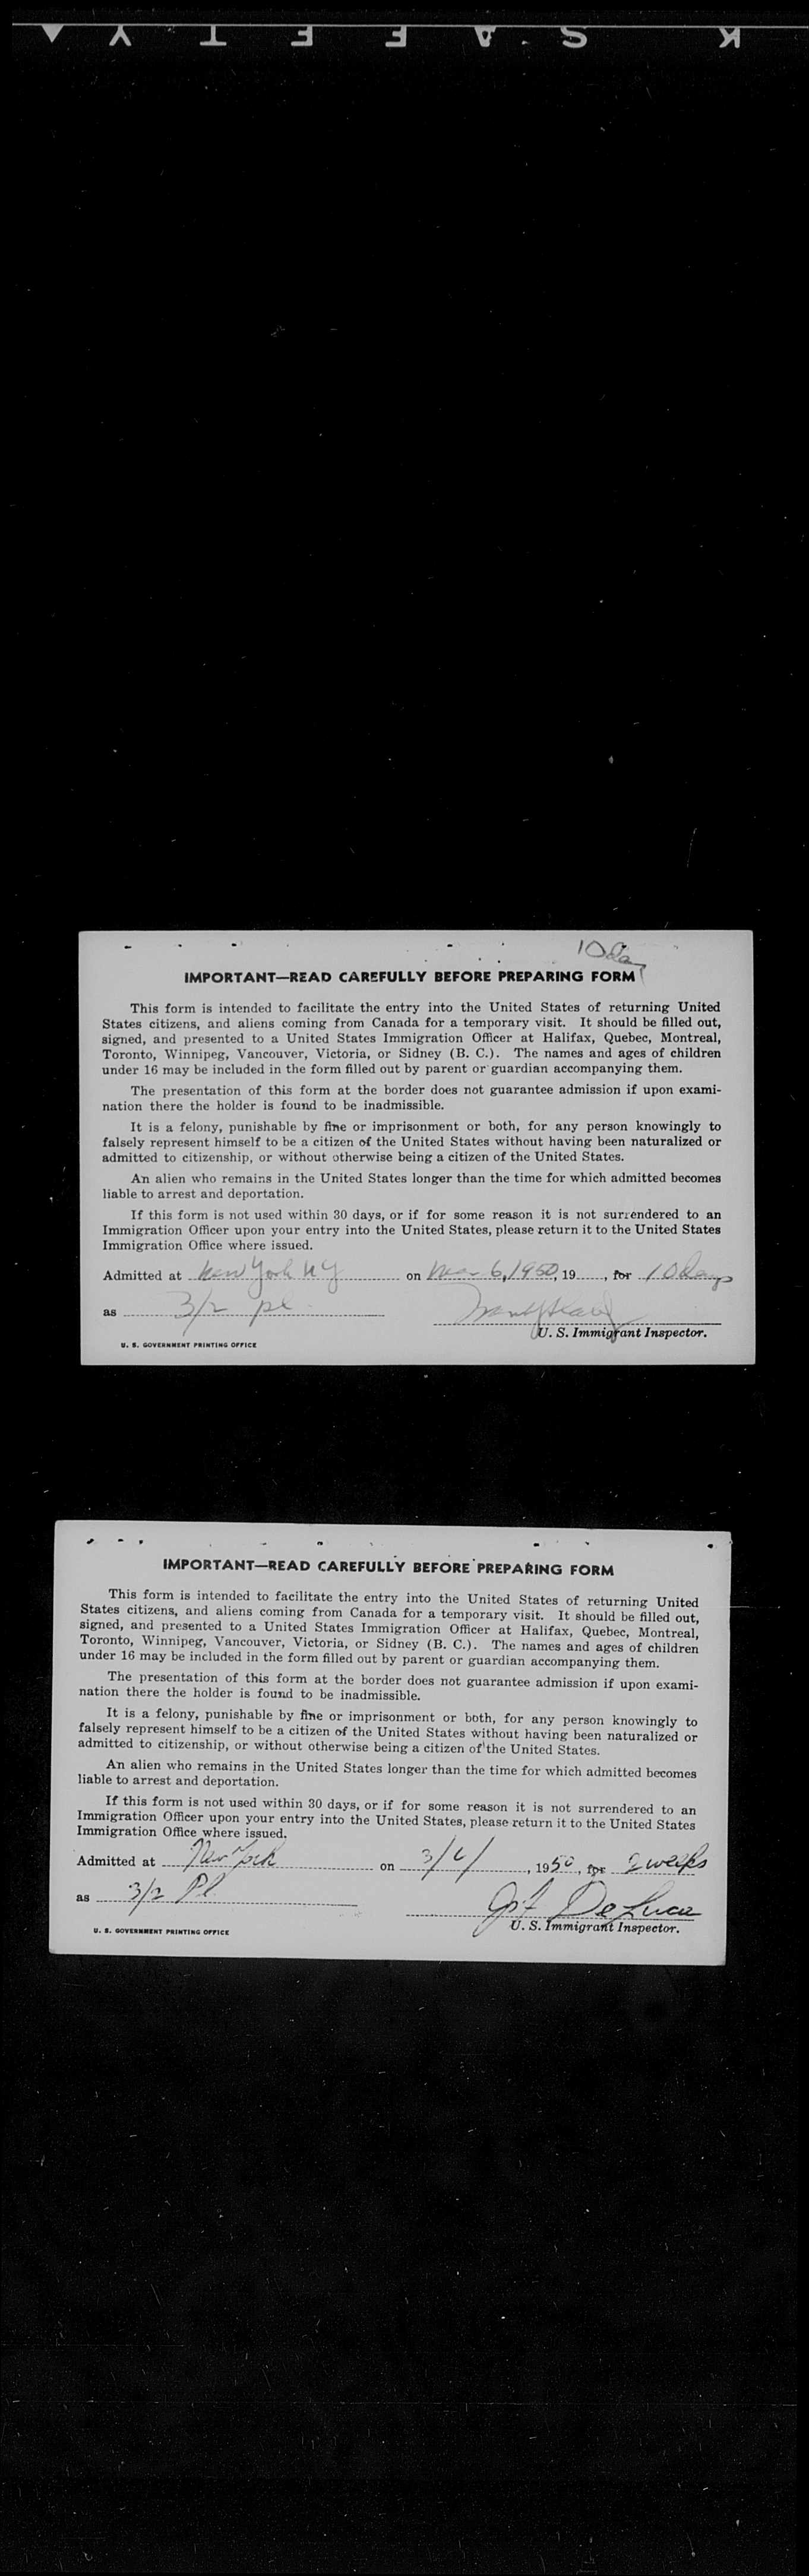 K S A F E T Y
10 day
IMPORTANT—READ CAREFULLY BEFORE PREPARING FORM
This form is intended to facilitate the entry into the United States of returning United
States citizens, and aliens coming from Canada for a temporary visit. It should be filled out,
signed, and presented to a United States Immigration Officer at Halifax, Quebec, Montreal,
Toronto, Winnipeg, Vancouver, Victoria, or Sidney (B. C.). The names and ages of children
under 16 may be included in the form filled out by parent or guardian accompanying them.
The presentation of this form at the border does not guarantee admission if upon exami-
nation there the holder is found to be inadmissible.
It is a felony, punishable by fine or imprisonment or both, for any person knowingly to
falsely represent himself to be a citizen of the United States without having been naturalized or
admitted to citizenship, or without otherwise being a citizen of the United States.
An alien who remains in the United States longer than the time for which admitted becomes
liable to arrest and deportation.
If this form is not used within 30 days, or if for some reason it is not surrendered to an
Immigration Officer upon your entry into the United States, please return it to the United States
Immigration Office where issued.
Admitted at New York NY on Mar 6, 1950, 19, for 10 Days
as 3/2 pl
U. S. Immigrant Inspector.
U. S. GOVERNMENT PRINTING OFFICE
IMPORTANT—READ CAREFULLY BEFORE PREPARING FORM
This form is intended to facilitate the entry into the United States of returning United
States citizens, and aliens coming from Canada for a temporary visit. It should be filled out,
signed, and presented to a United States Immigration Officer at Halifax, Quebec, Montreal,
Toronto, Winnipeg, Vancouver, Victoria, or Sidney (B. C.). The names and ages of children
under 16 may be included in the form filled out by parent or guardian accompanying them.
The presentation of this form at the border does not guarantee admission if upon exami-
nation there the holder is found to be inadmissible.
It is a felony, punishable by fine or imprisonment or both, for any person knowingly to
falsely represent himself to be a citizen of the United States without having been naturalized or
admitted to citizenship, or without otherwise being a citizen of the United States.
An alien who remains in the United States longer than the time for which admitted becomes
liable to arrest and deportation.
If this form is not used within 30 days, or if for some reason it is not surrendered to an
Immigration Officer upon your entry into the United States, please return it to the United States
Immigration Office where issued.
Admitted at New York on 3/6/, 1950, for 2 weeks
as 3/2 Pl
De Luca
U. S. Immigrant Inspector.
U. S. GOVERNMENT PRINTING OFFICE